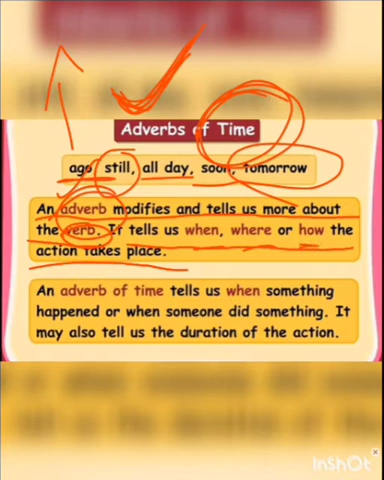 Adverbs of Time
ago, still, all day, soon, tomorrow
An adverb modifies and tells us more about
the verb. It tells us when, where or how the
action takes place.
An adverb of time tells us when something
happened or when someone did something. It
may also tell us the duration of the action.
InShOt